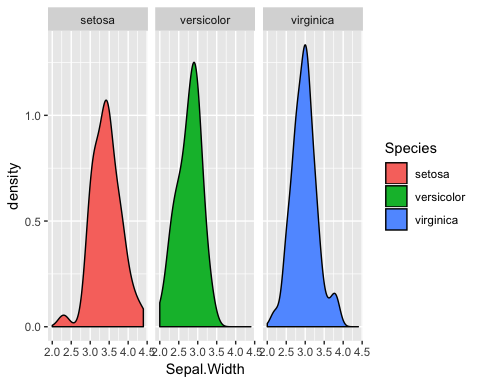 setosa versicolor virginica
density
1.0
0.5
0.0
2.0 2.5 3.0 3.5 4.0 4.5 2.0 2.5 3.0 3.5 4.0 4.5 2.0 2.5 3.0 3.5 4.0 4.5
Sepal.Width
Species
setosa
versicolor
virginica